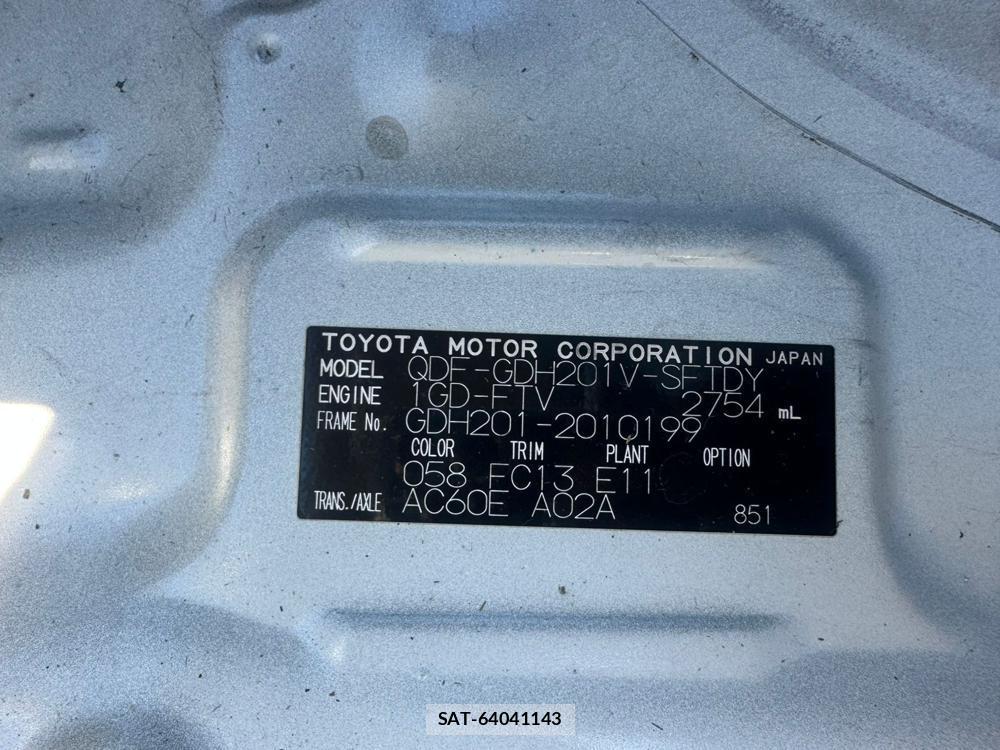 TOYOTA MOTOR CORPORATION JAPAN
MODEL QDF-GDH201V-SFTDY
ENGINE 1GD-FTV 2754 mL
FRAME No. GDH201-2010199
COLOR TRIM PLANT OPTION
058 FC13 E11
TRANS./AXLE AC60E A02A 851
SAT-64041143